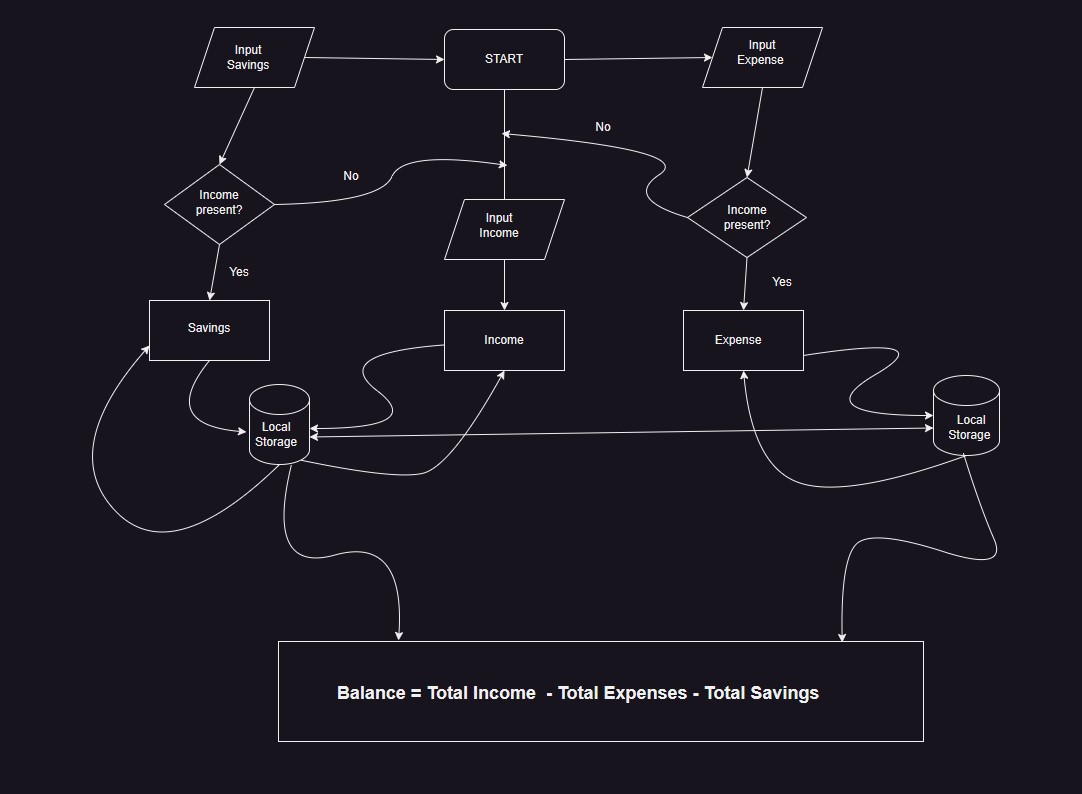 Input
Savings
START
Input
Expense
No
No
Income
present?
Input
Income
Income
present?
Yes
Yes
Savings
Income
Expense
Local
Storage
Local
Storage
Balance = Total Income  - Total Expenses - Total Savings